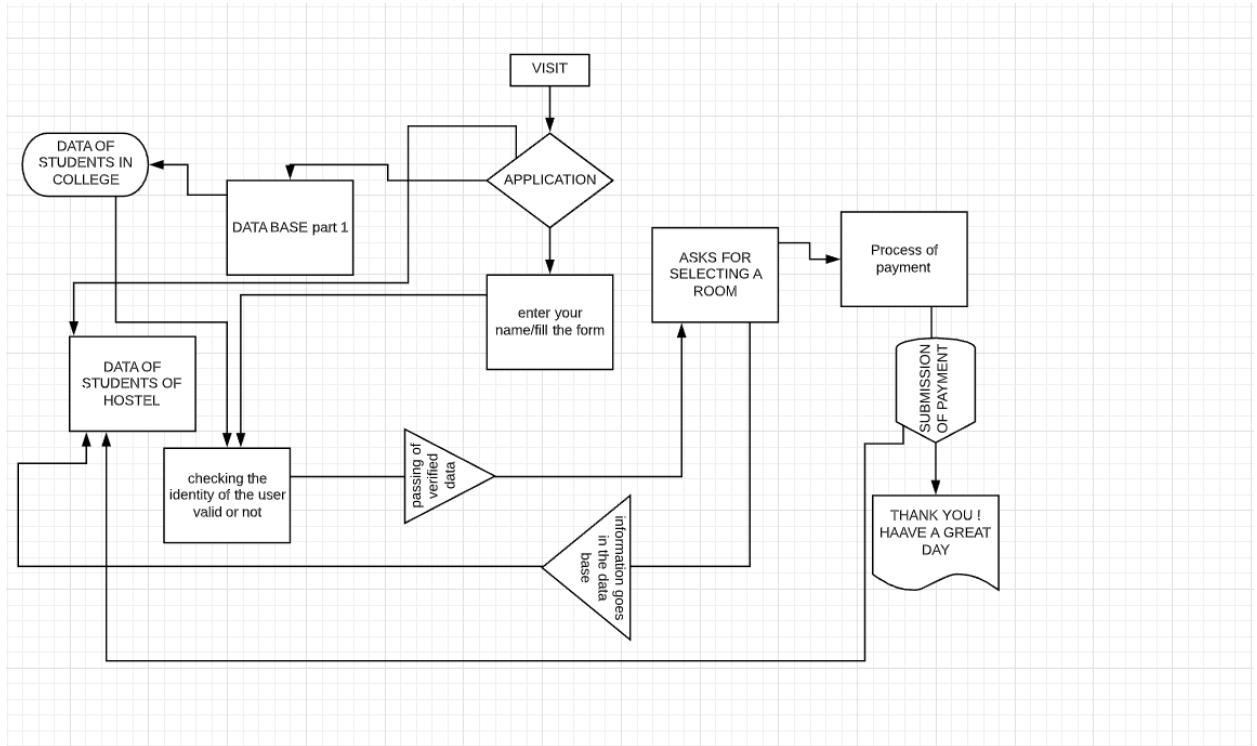 VISIT
DATA OF
STUDENTS IN
COLLEGE
APPLICATION
DATA BASE part 1
ASKS FOR
SELECTING A
ROOM
Process of
payment
enter your
name/fill the form
DATA OF
STUDENTS OF
HOSTEL
SUBMISSION
OF PAYMENT
checking the
identity of the user
valid or not
passing of
verified
data
information goes
in the data
base
THANK YOU !
HAAVE A GREAT
DAY